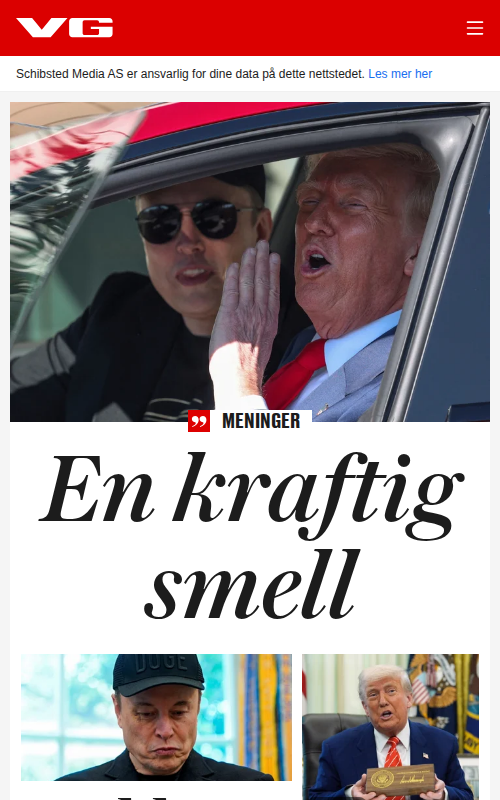 VG
Schibsted Media AS er ansvarlig for dine data på dette nettstedet. Les mer her
MENINGER
En kraftig
smell
DOGE